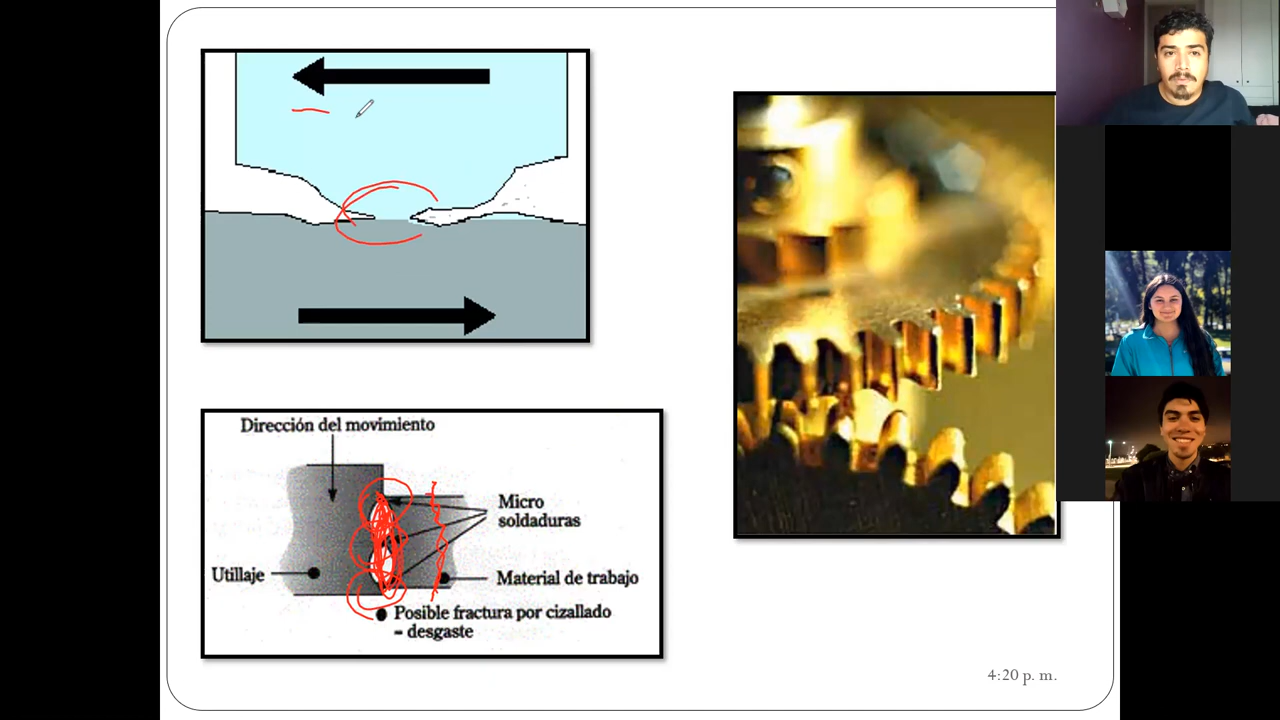 Dirección del movimiento
Micro
soldaduras
Utillaje
Material de trabajo
Posible fractura por cizallado
– desgaste
4:20 p. m.